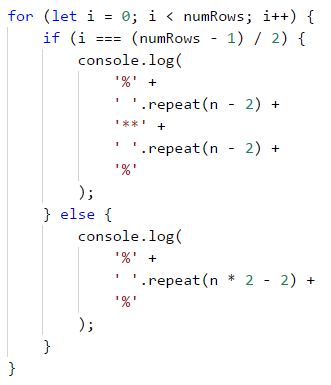 for (let i = 0; i < numRows; i++) {
    if (i === (numRows - 1) / 2) {
        console.log(
            '%' +
            ' '.repeat(n - 2) +
            '**' +
            ' '.repeat(n - 2) +
            '%'
        );
    } else {
        console.log(
            '%' +
            ' '.repeat(n * 2 - 2) +
            '%'
        );
    }
}